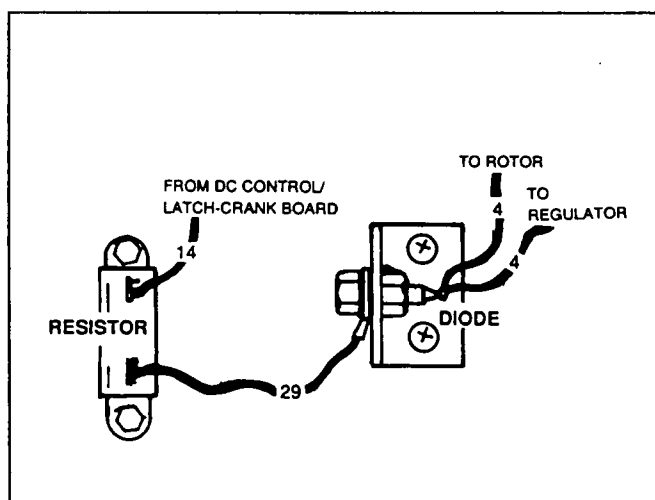 TO ROTOR
FROM DC CONTROL/
LATCH-CRANK BOARD
TO
REGULATOR
4
14
4
RESISTOR
DIODE
29